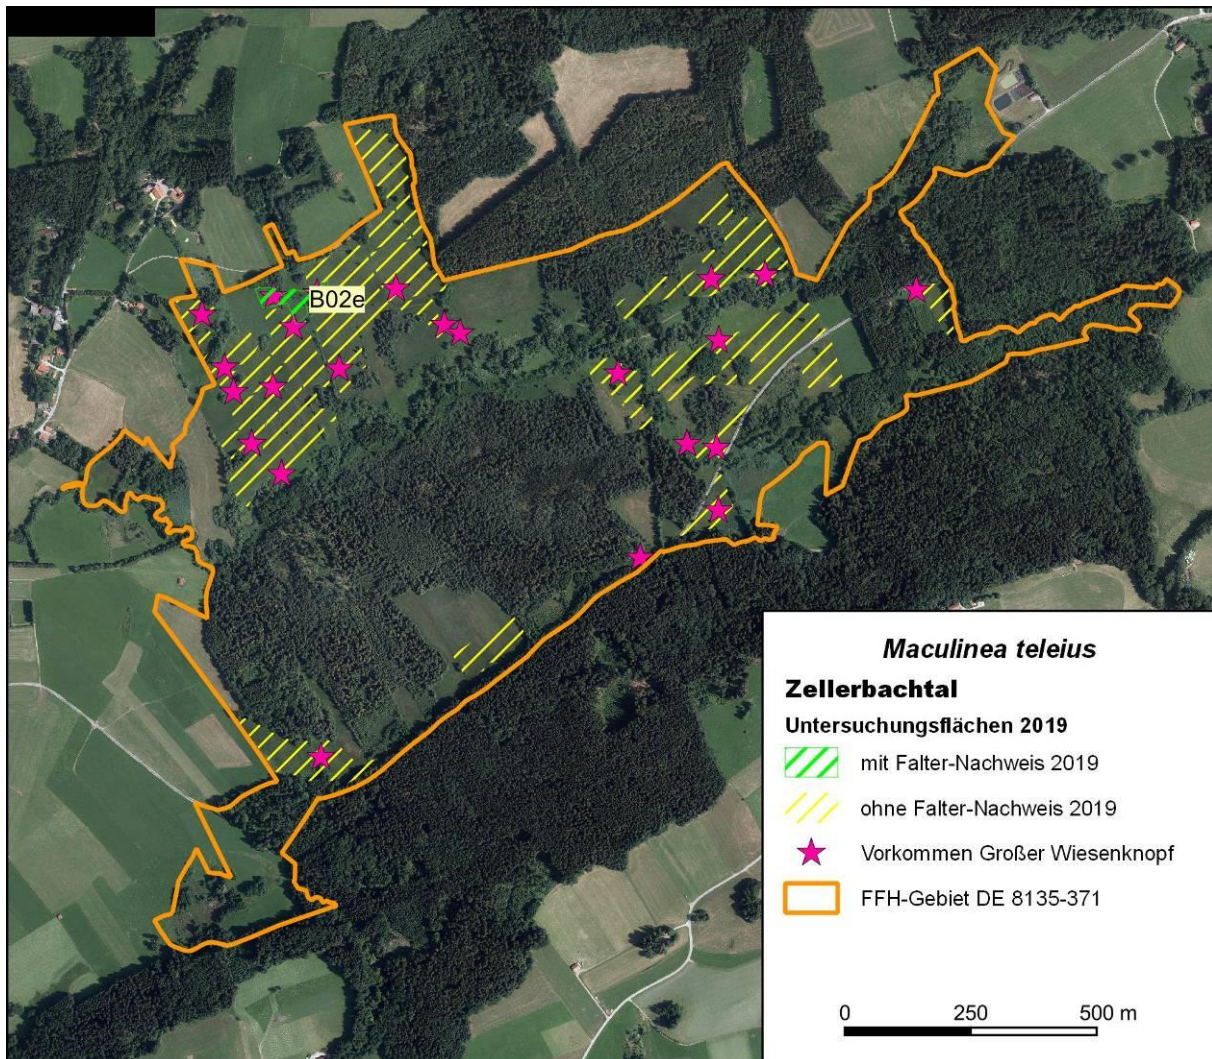 B02e
Maculinea teleius
Zellerbachtal
Untersuchungsflächen 2019
mit Falter-Nachweis 2019
ohne Falter-Nachweis 2019
Vorkommen Großer Wiesenknopf
FFH-Gebiet DE 8135-371
0 250 500 m